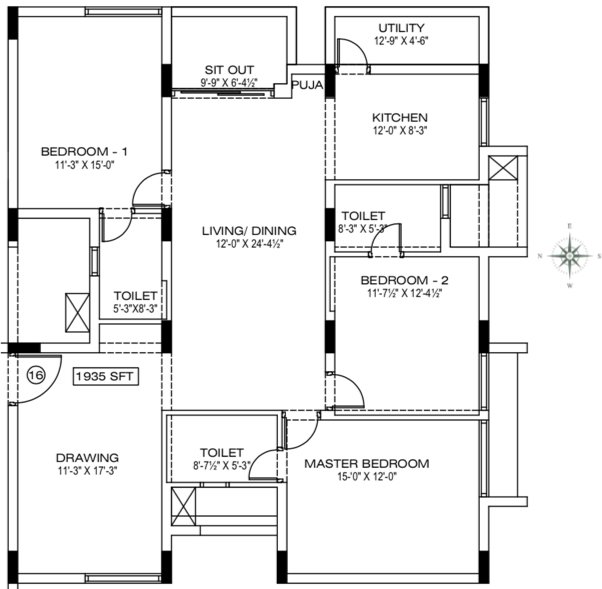 UTILITY
12'-9" X 4'-6"
SIT OUT
9'-9" X 6'-4½"
PUJA
KITCHEN
12'-0" X 8'-3"
BEDROOM - 1
11'-3" X 15'-0"
TOILET
8'-3" X 5'-3"
LIVING/ DINING
12'-0" X 24'-4½"
E
N
S
W
BEDROOM - 2
11'-7½" X 12'-4½"
TOILET
5'-3"X8'-3"
16
1935 SFT
DRAWING
11'-3" X 17'-3"
TOILET
8'-7½" X 5'-3"
MASTER BEDROOM
15-'0" X 12'-0"